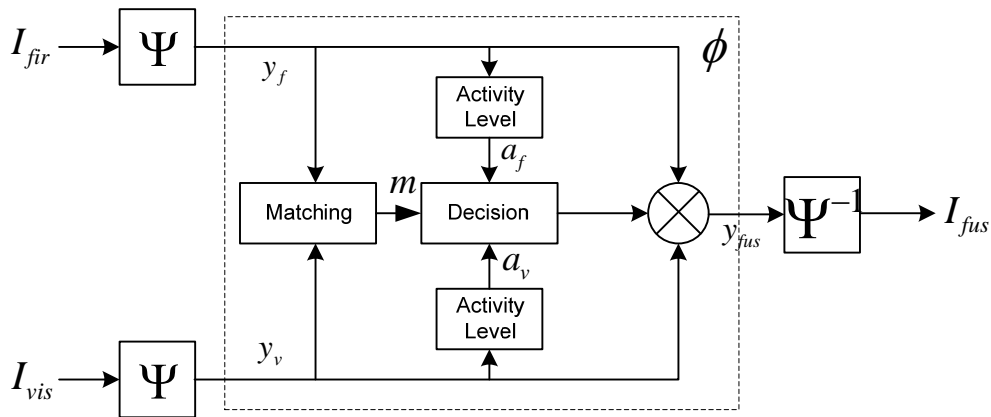 I_fir
Ψ
y_f
ϕ
Activity
Level
a_f
Matching
m
Decision
y_fus
Ψ⁻¹
I_fus
a_v
Activity
Level
y_v
I_vis
Ψ